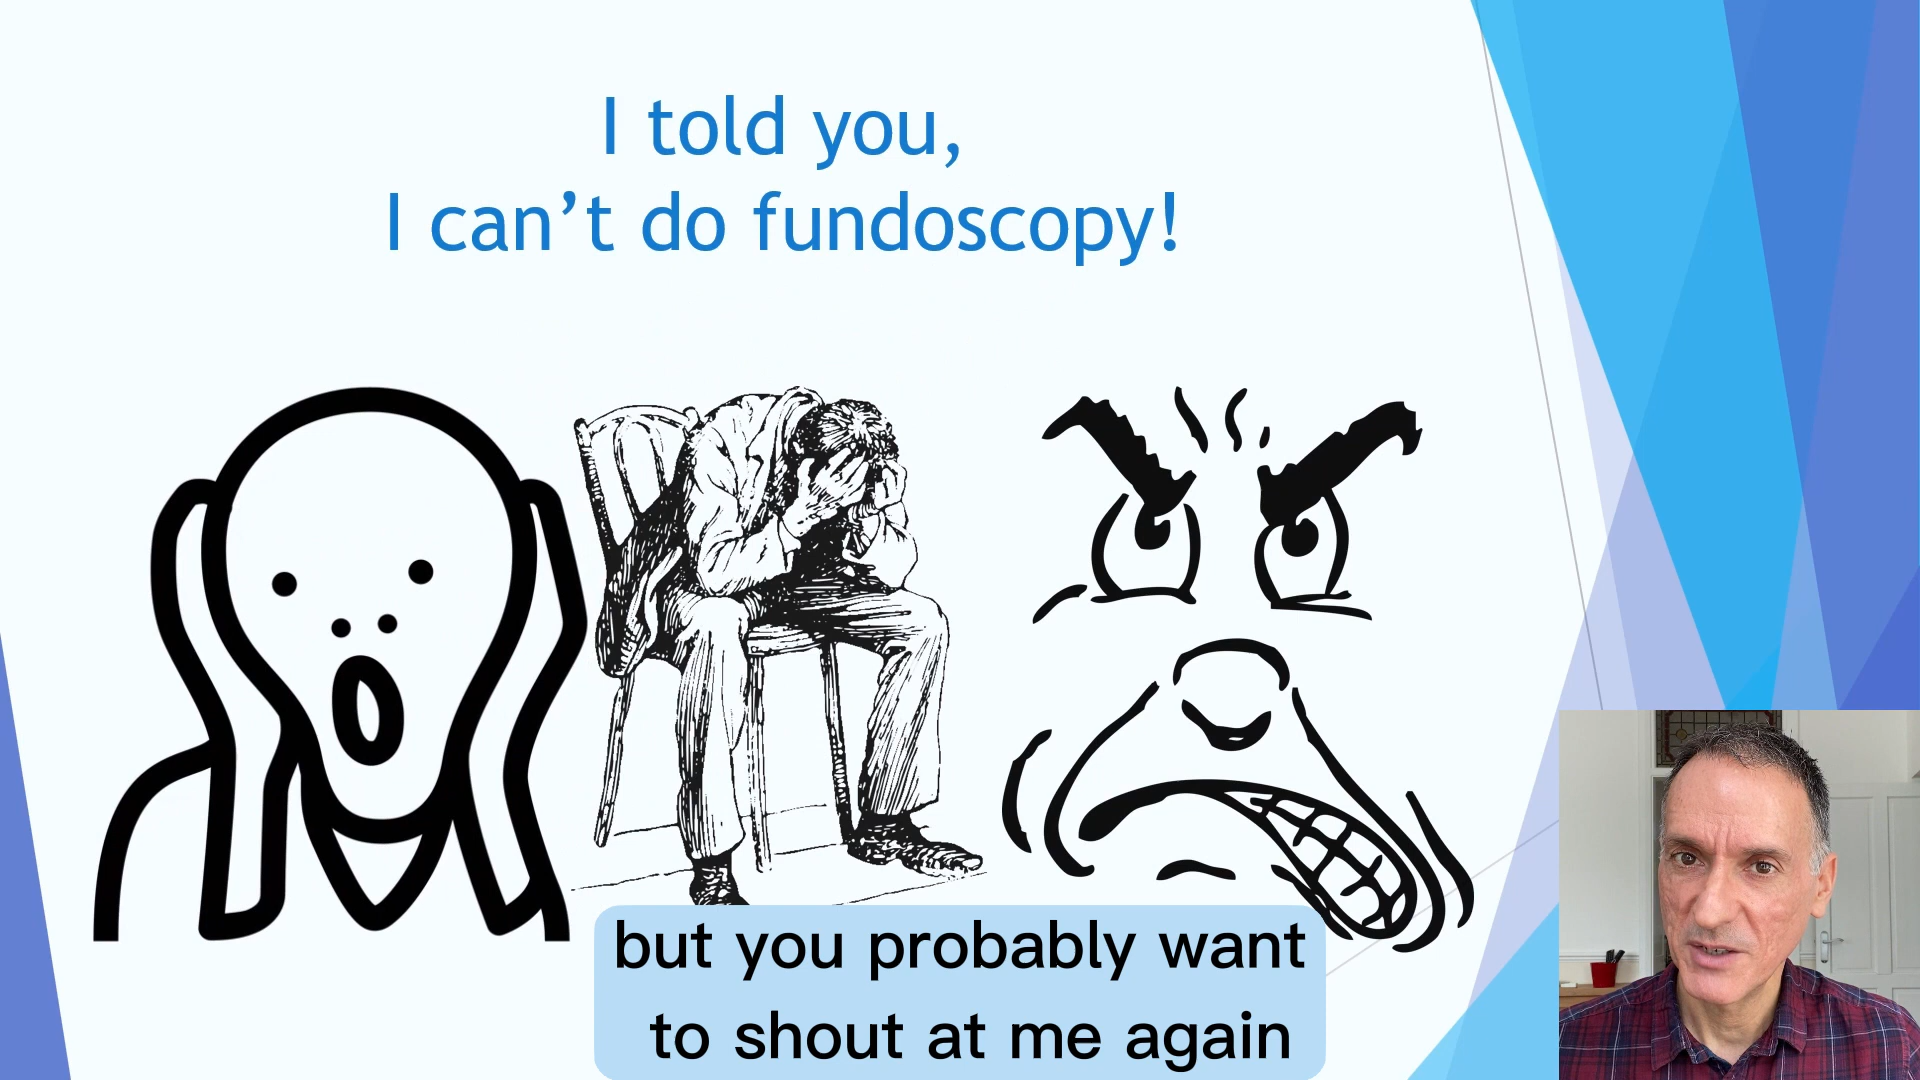 I told you,
I can’t do fundoscopy!
but you probably want
to shout at me again